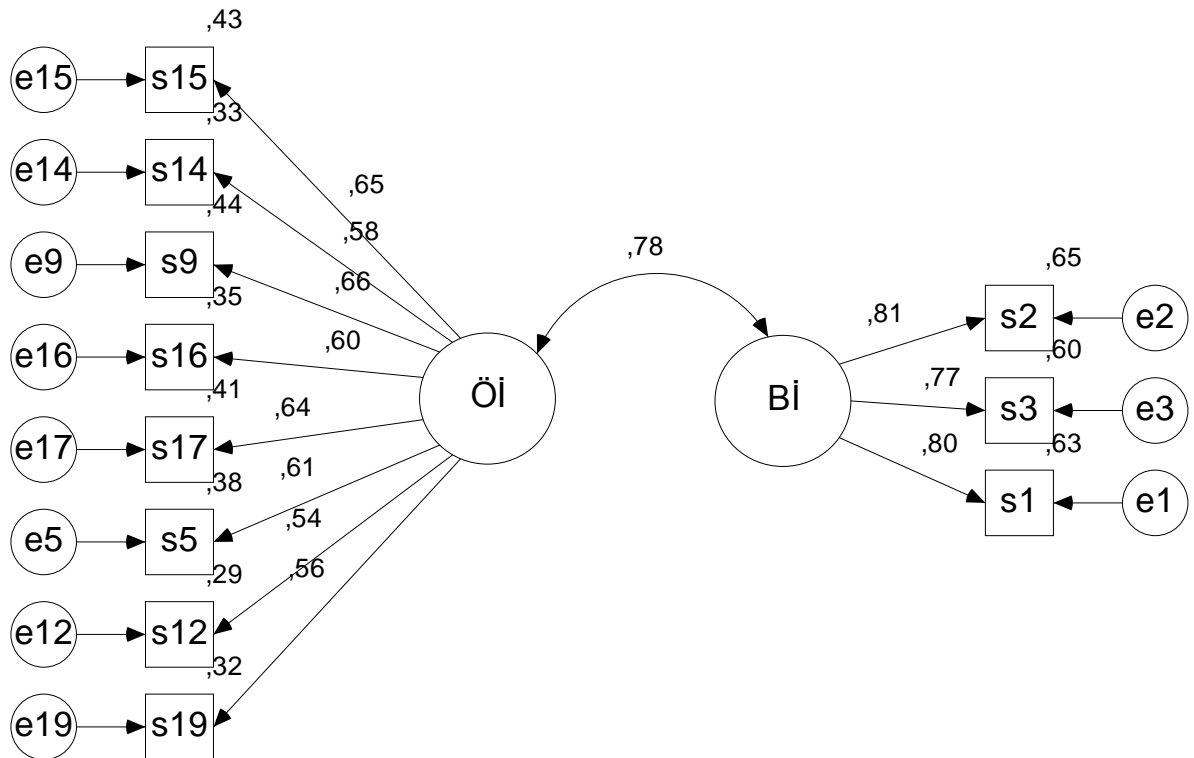 ,43
e15 s15
,33
,65
e14 s14
,44
,58
,78
e9 s9
,66
,65
,35
,81 s2 e2
e16 s16
,60
,60
Öİ
Bİ
,41
,77 s3 e3
,64
e17 s17
,80
,63
,38
,61
s1 e1
e5 s5
,54
,29
,56
e12 s12
,32
e19 s19